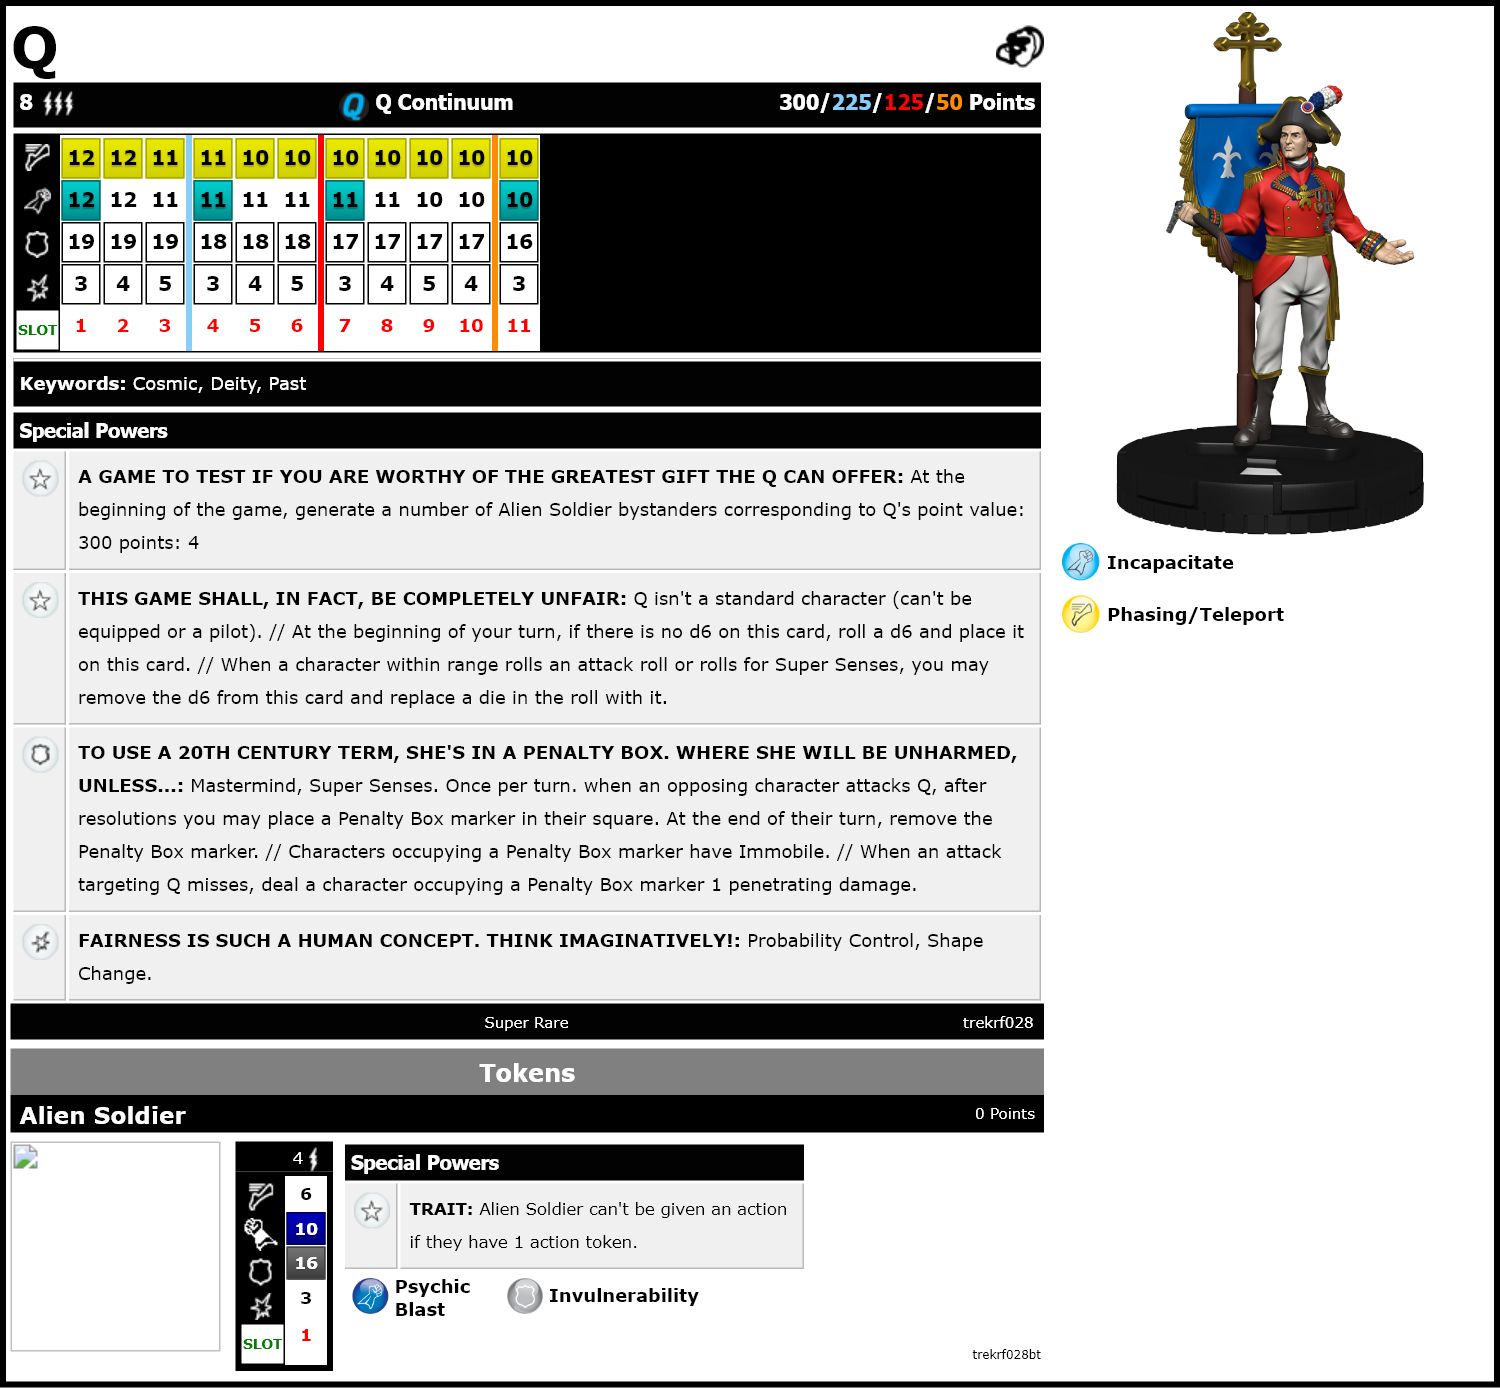 Q
8
Q Q Continuum
300/225/125/50 Points
12 12 11 11 10 10 10 10 10 10 10
12 12 11 11 11 11 11 11 10 10 10
19 19 19 18 18 18 17 17 17 17 16
3 4 5 3 4 5 3 4 5 4 3
SLOT 1 2 3 4 5 6 7 8 9 10 11
Keywords: Cosmic, Deity, Past
Special Powers
A GAME TO TEST IF YOU ARE WORTHY OF THE GREATEST GIFT THE Q CAN OFFER: At the
beginning of the game, generate a number of Alien Soldier bystanders corresponding to Q's point value:
300 points: 4
THIS GAME SHALL, IN FACT, BE COMPLETELY UNFAIR: Q isn't a standard character (can't be
equipped or a pilot). // At the beginning of your turn, if there is no d6 on this card, roll a d6 and place it
on this card. // When a character within range rolls an attack roll or rolls for Super Senses, you may
remove the d6 from this card and replace a die in the roll with it.
TO USE A 20TH CENTURY TERM, SHE'S IN A PENALTY BOX. WHERE SHE WILL BE UNHARMED,
UNLESS...: Mastermind, Super Senses. Once per turn. when an opposing character attacks Q, after
resolutions you may place a Penalty Box marker in their square. At the end of their turn, remove the
Penalty Box marker. // Characters occupying a Penalty Box marker have Immobile. // When an attack
targeting Q misses, deal a character occupying a Penalty Box marker 1 penetrating damage.
FAIRNESS IS SUCH A HUMAN CONCEPT. THINK IMAGINATIVELY!: Probability Control, Shape
Change.
Super Rare
trekrf028
Incapacitate
Phasing/Teleport
Tokens
Alien Soldier
0 Points
4
6
10
16
3
SLOT 1
Special Powers
TRAIT: Alien Soldier can't be given an action
if they have 1 action token.
Psychic
Blast
Invulnerability
trekrf028bt